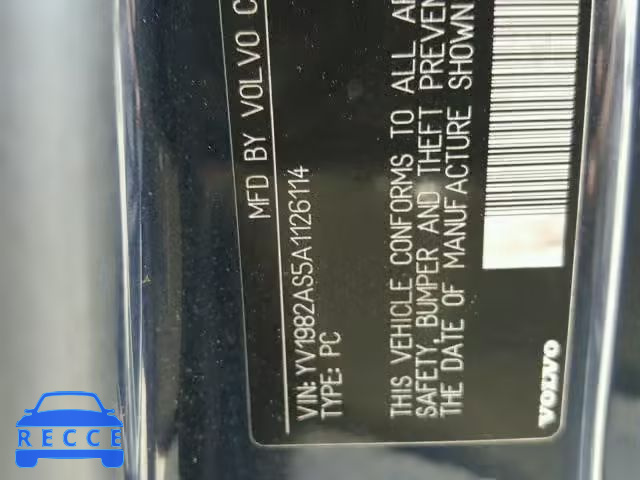 MFD BY VOLVO C
VIN: YV1982AS5A1126114
TYPE: PC
THIS VEHICLE CONFORMS TO ALL AP
SAFETY, BUMPER AND THEFT PREVEN
THE DATE OF MANUFACTURE SHOWN
VOLVO
RECCE